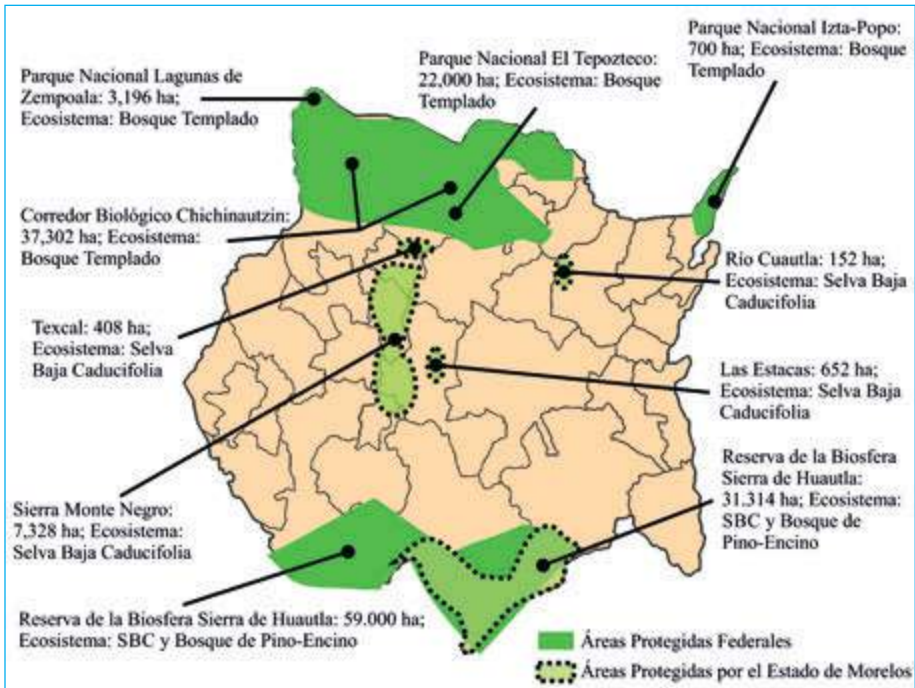 Parque Nacional Lagunas de
Zempoala: 3,196 ha;
Ecosistema: Bosque Templado
Parque Nacional El Tepozteco:
22,000 ha; Ecosistema: Bosque
Templado
Parque Nacional Izta-Popo:
700 ha; Ecosistema: Bosque
Templado
Corredor Biológico Chichinautzin:
37,302 ha; Ecosistema:
Bosque Templado
Río Cuautla: 152 ha;
Ecosistema: Selva Baja
Caducifolia
Texcal: 408 ha;
Ecosistema: Selva
Baja Caducifolia
Las Estacas: 652 ha;
Ecosistema: Selva Baja
Caducifolia
Sierra Monte Negro:
7,328 ha; Ecosistema:
Selva Baja Caducifolia
Reserva de la Biosfera
Sierra de Huautla:
31.314 ha; Ecosistema:
SBC y Bosque de
Pino-Encino
Reserva de la Biosfera Sierra de Huautla: 59.000 ha;
Ecosistema: SBC y Bosque de Pino-Encino
Áreas Protegidas Federales
Áreas Protegidas por el Estado de Morelos